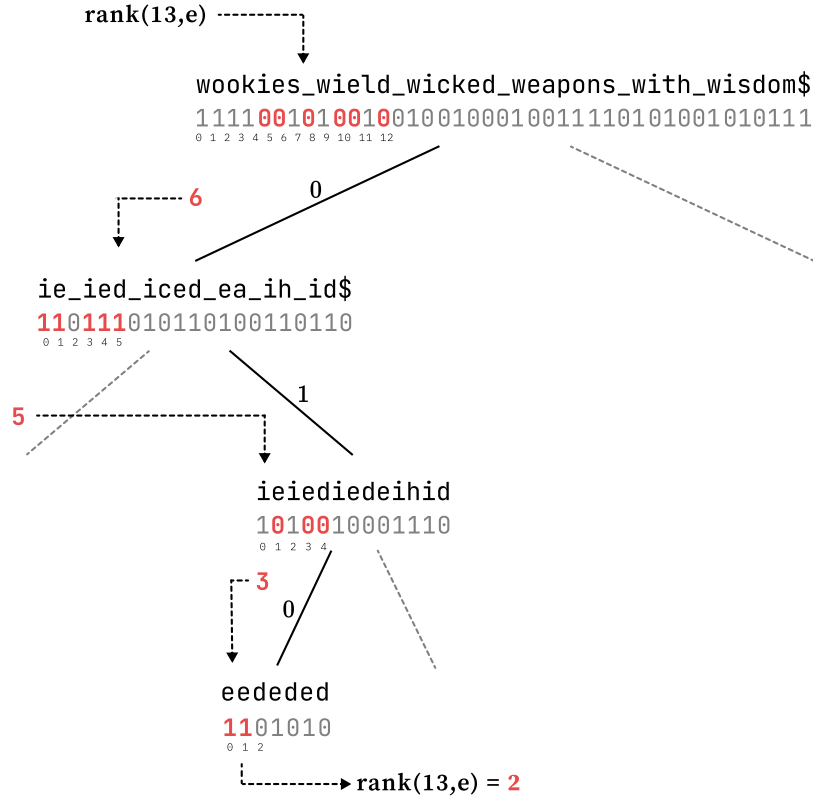 rank(13,e)
wookies_wield_wicked_weapons_with_wisdom$
11110010100100100100010011110101001010111
0 1 2 3 4 5 6 7 8 9 10 11 12
0
6
ie_ied_iced_ea_ih_id$
110111010110100110110
0 1 2 3 4 5
1
5
ieiediedeihid
1010010001110
0 1 2 3 4
3
0
eededed
1101010
0 1 2
rank(13,e) = 2